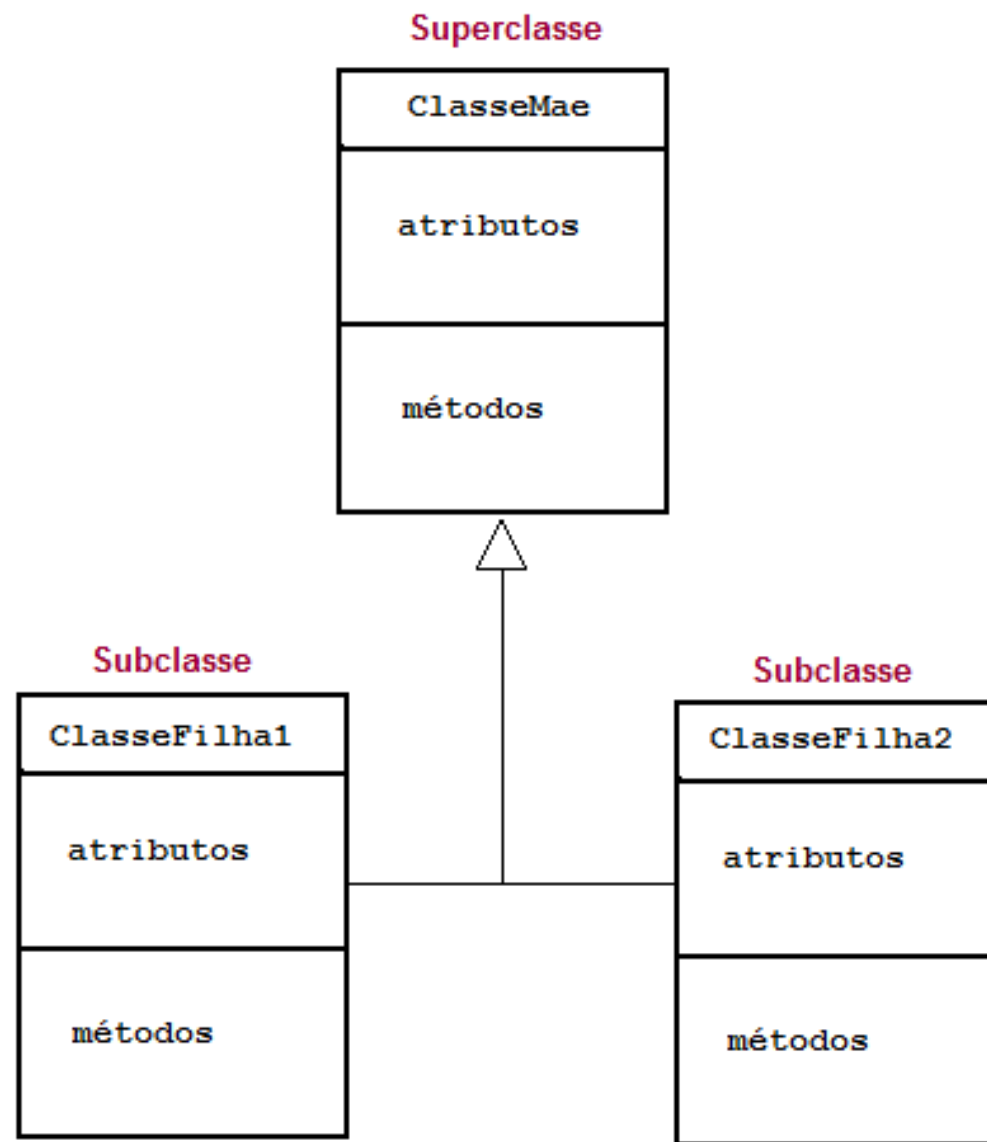 Superclasse
ClasseMae
atributos
métodos
Subclasse
ClasseFilha1
atributos
métodos
Subclasse
ClasseFilha2
atributos
métodos